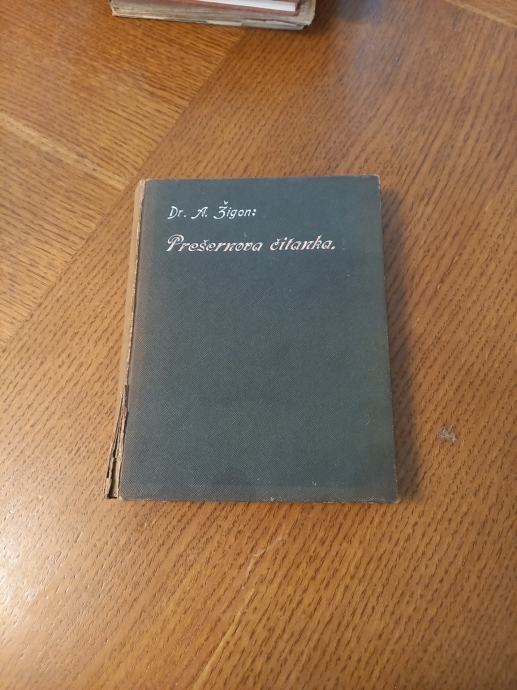 Dr. A. Žigon:
Prešernova čitanka.